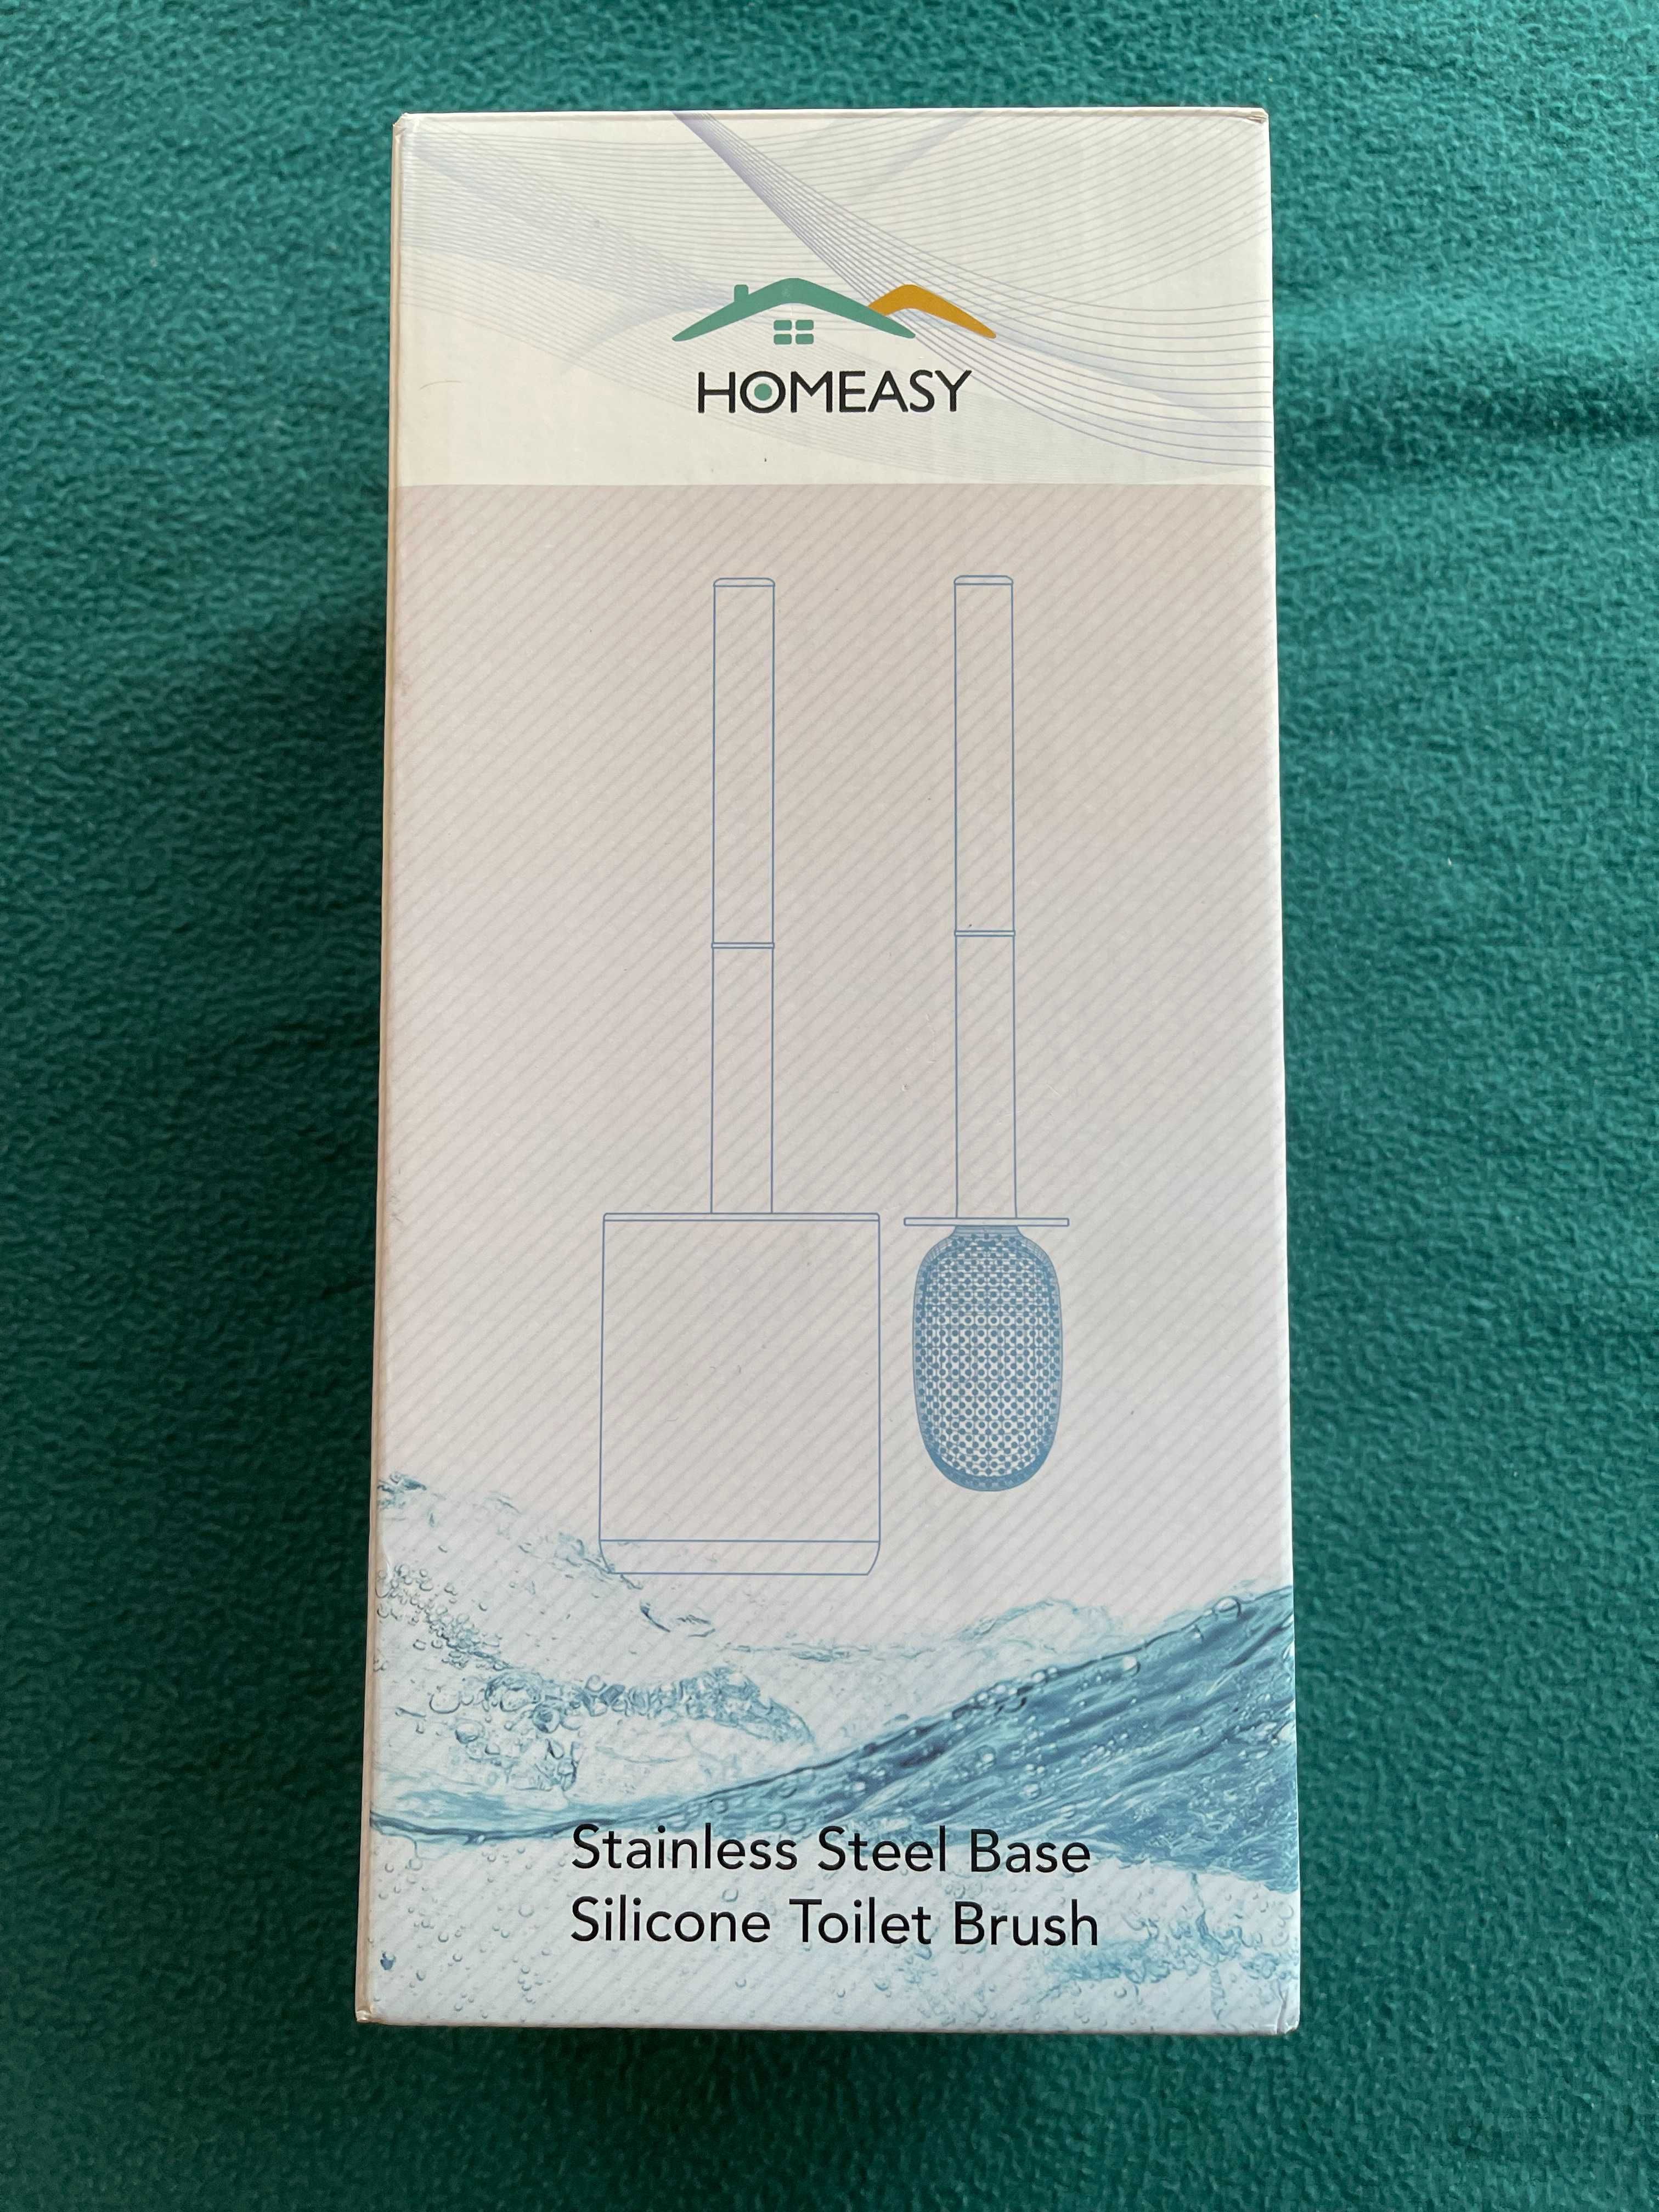 HOMEASY
Stainless Steel Base
Silicone Toilet Brush